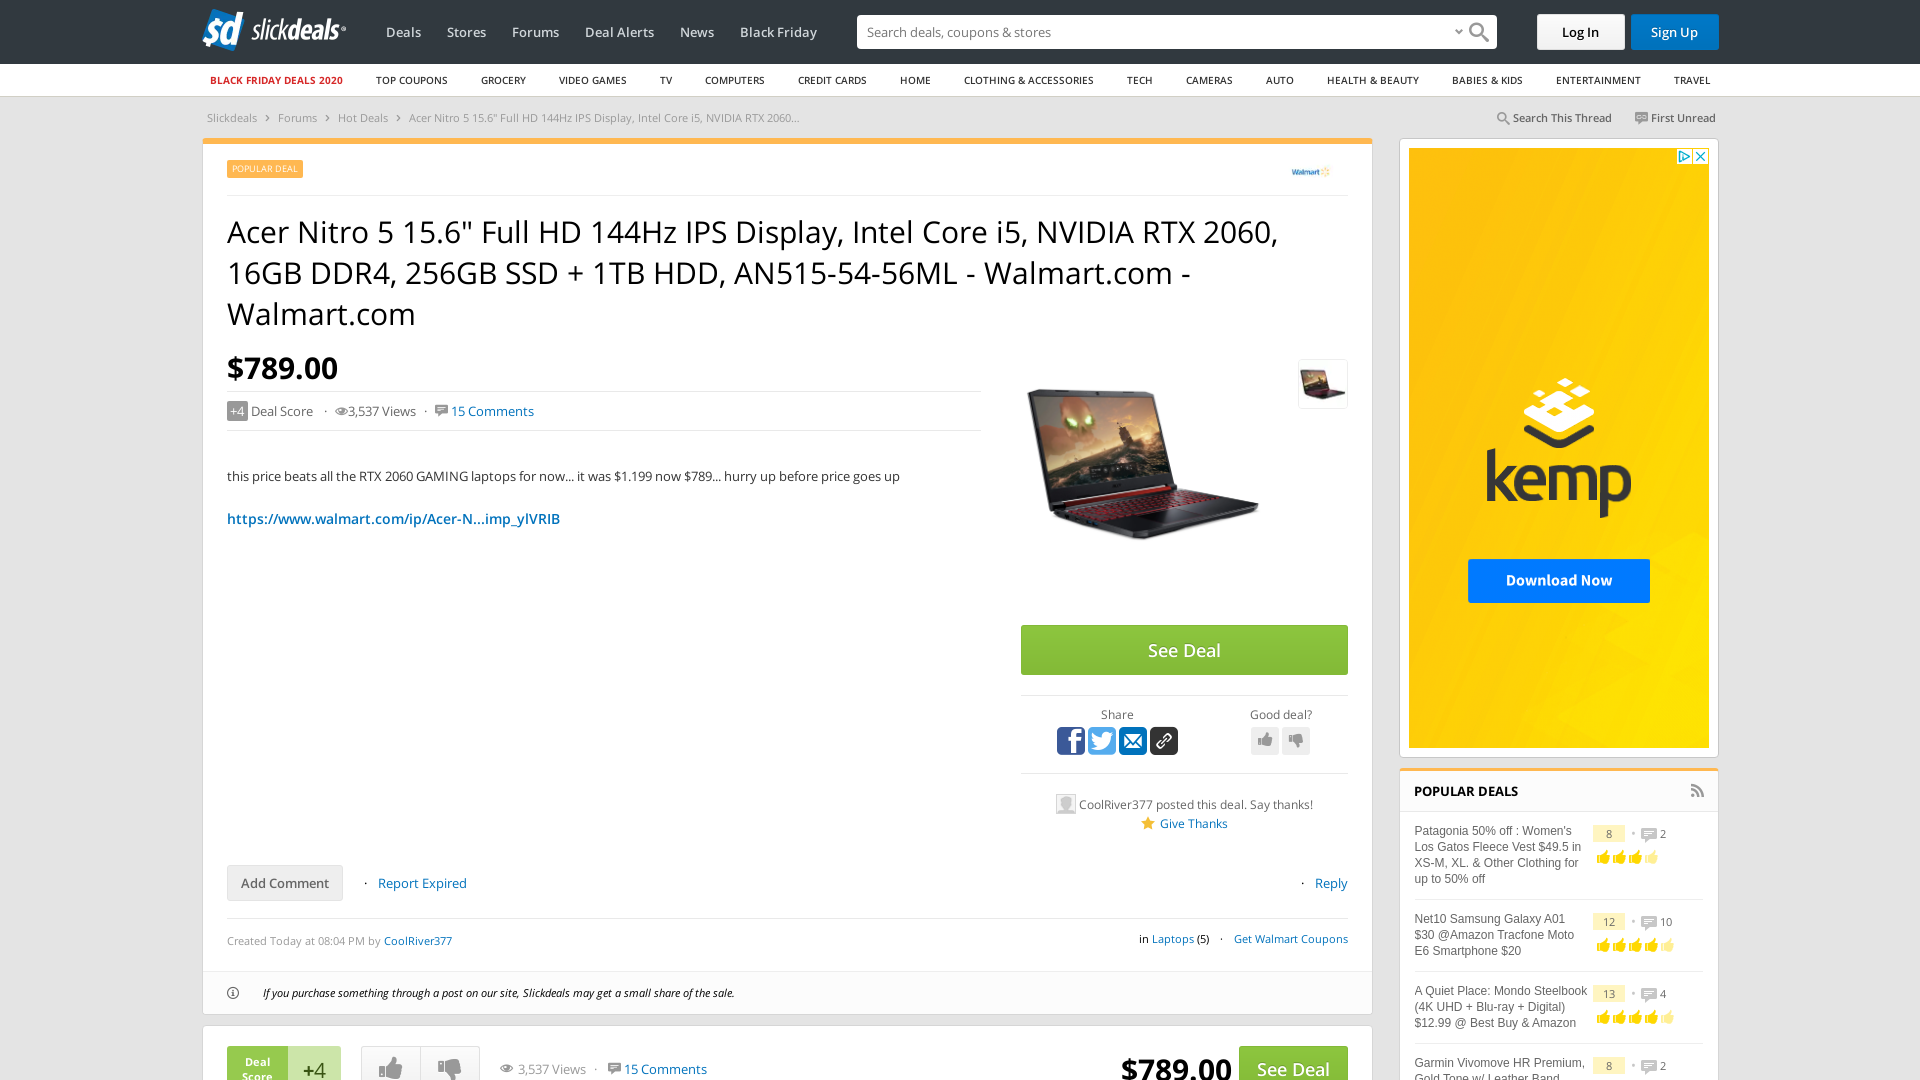 slickdeals
Deals
Stores
Forums
Deal Alerts
News
Black Friday
Search deals, coupons & stores
Log In
Sign Up
BLACK FRIDAY DEALS 2020
TOP COUPONS
GROCERY
VIDEO GAMES
TV
COMPUTERS
CREDIT CARDS
HOME
CLOTHING & ACCESSORIES
TECH
CAMERAS
AUTO
HEALTH & BEAUTY
BABIES & KIDS
ENTERTAINMENT
TRAVEL
Slickdeals › Forums › Hot Deals › Acer Nitro 5 15.6" Full HD 144Hz IPS Display, Intel Core i5, NVIDIA RTX 2060...
Search This Thread
First Unread
POPULAR DEAL
Walmart
Acer Nitro 5 15.6" Full HD 144Hz IPS Display, Intel Core i5, NVIDIA RTX 2060,
16GB DDR4, 256GB SSD + 1TB HDD, AN515-54-56ML - Walmart.com -
Walmart.com
$789.00
+4 Deal Score · 3,537 Views · 15 Comments
this price beats all the RTX 2060 GAMING laptops for now... it was $1.199 now $789... hurry up before price goes up
https://www.walmart.com/ip/Acer-N...imp_ylVRIB
See Deal
Share
Good deal?
CoolRiver377 posted this deal. Say thanks!
Give Thanks
Add Comment
· Report Expired
· Reply
Created Today at 08:04 PM by CoolRiver377
in Laptops (5) · Get Walmart Coupons
If you purchase something through a post on our site, Slickdeals may get a small share of the sale.
Deal
Score
+4
3,537 Views · 15 Comments
$789.00
See Deal
kemp
Download Now
POPULAR DEALS
Patagonia 50% off : Women's
Los Gatos Fleece Vest $49.5 in
XS-M, XL. & Other Clothing for
up to 50% off
8 • 2
Net10 Samsung Galaxy A01
$30 @Amazon Tracfone Moto
E6 Smartphone $20
12 • 10
A Quiet Place: Mondo Steelbook
(4K UHD + Blu-ray + Digital)
$12.99 @ Best Buy & Amazon
13 • 4
Garmin Vivomove HR Premium,
Gold Tone w/ Leather Band
8 • 2